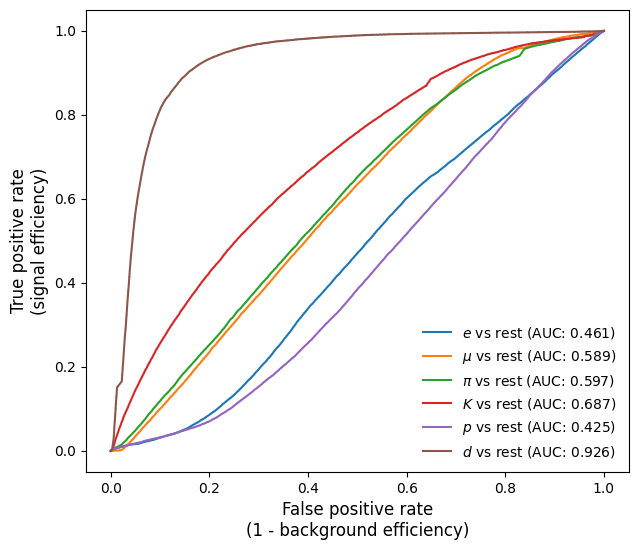 True positive rate
(signal efficiency)
1.0
0.8
0.6
0.4
0.2
0.0
e vs rest (AUC: 0.461)
μ vs rest (AUC: 0.589)
π vs rest (AUC: 0.597)
K vs rest (AUC: 0.687)
p vs rest (AUC: 0.425)
d vs rest (AUC: 0.926)
0.0 0.2 0.4 0.6 0.8 1.0
False positive rate
(1 - background efficiency)